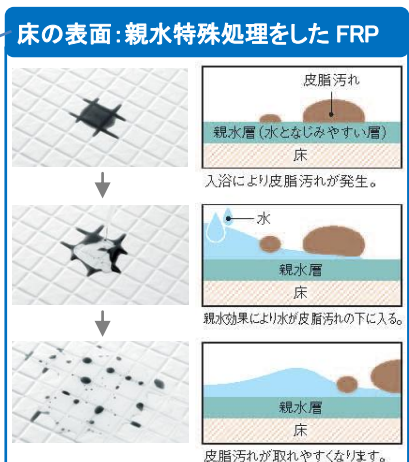 床の表面：親水特殊処理をした FRP
皮脂汚れ
親水層（水となじみやすい層）
床
入浴により皮脂汚れが発生。
水
親水層
床
親水効果により水が皮脂汚れの下に入る。
親水層
床
皮脂汚れが取れやすくなります。